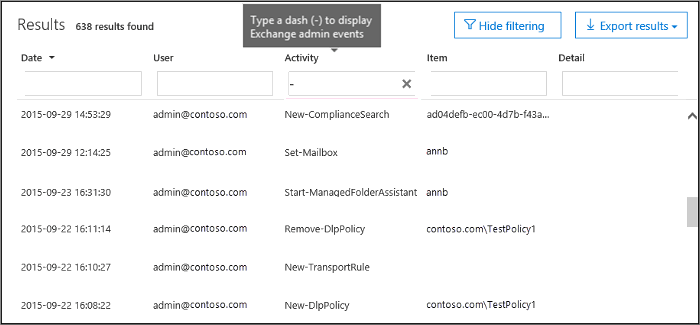 Results 638 results found
Type a dash (-) to display
Exchange admin events
Hide filtering
Export results
Date User Activity Item Detail
-
2015-09-29 14:53:29 admin@contoso.com New-ComplianceSearch ad04defb-ec00-4d7b-f43a...
2015-09-29 12:14:25 admin@contoso.com Set-Mailbox annb
2015-09-23 16:31:30 admin@contoso.com Start-ManagedFolderAssistant annb
2015-09-22 16:11:14 admin@contoso.com Remove-DlpPolicy contoso.com\TestPolicy1
2015-09-22 16:10:27 admin@contoso.com New-TransportRule
2015-09-22 16:08:22 admin@contoso.com New-DlpPolicy contoso.com\TestPolicy1